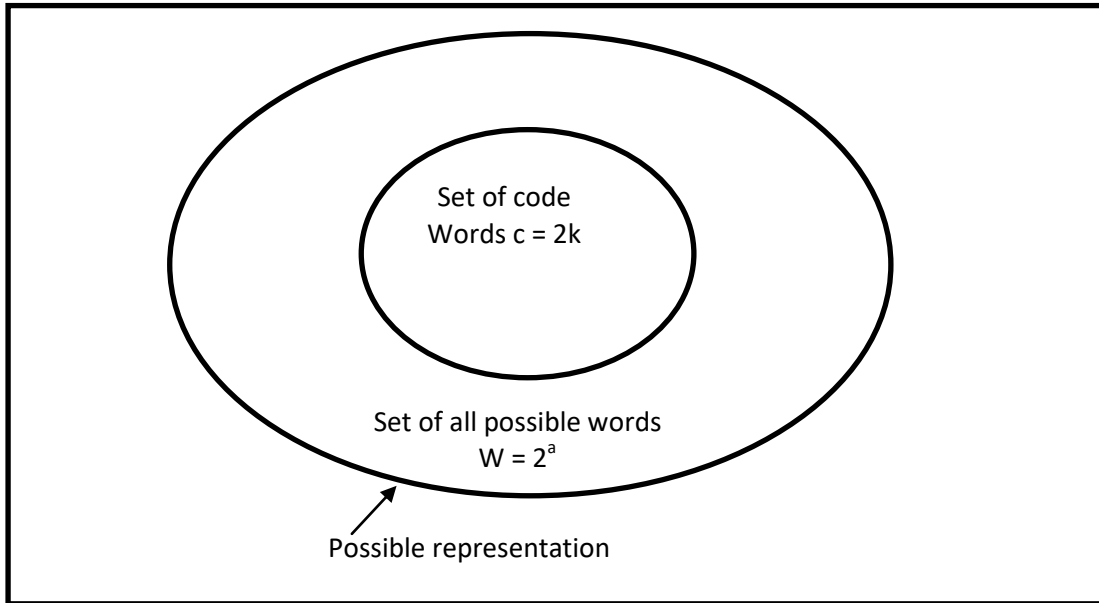 Set of code
Words c = 2k
Set of all possible words
W = 2ᵃ
Possible representation